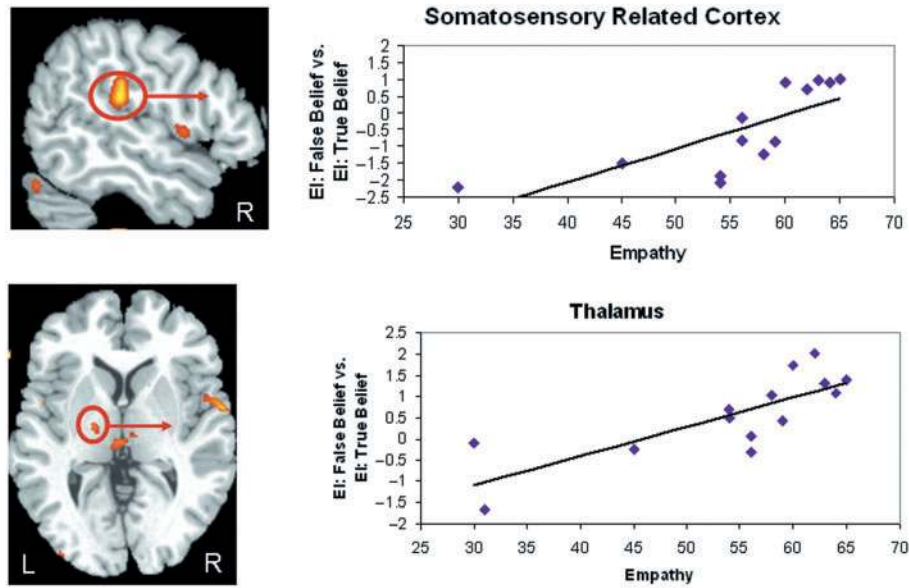 Somatosensory Related Cortex
EI: False Belief vs.
EI: True Belief
2
1.5
1
0.5
0
−0.5
−1
−1.5
−2
−2.5
25 30 35 40 45 50 55 60 65 70
Empathy
R
Thalamus
EI: False Belief vs.
EI: True Belief
2.5
2
1.5
1
0.5
0
−0.5
−1
−1.5
−2
25 30 35 40 45 50 55 60 65 70
Empathy
L R